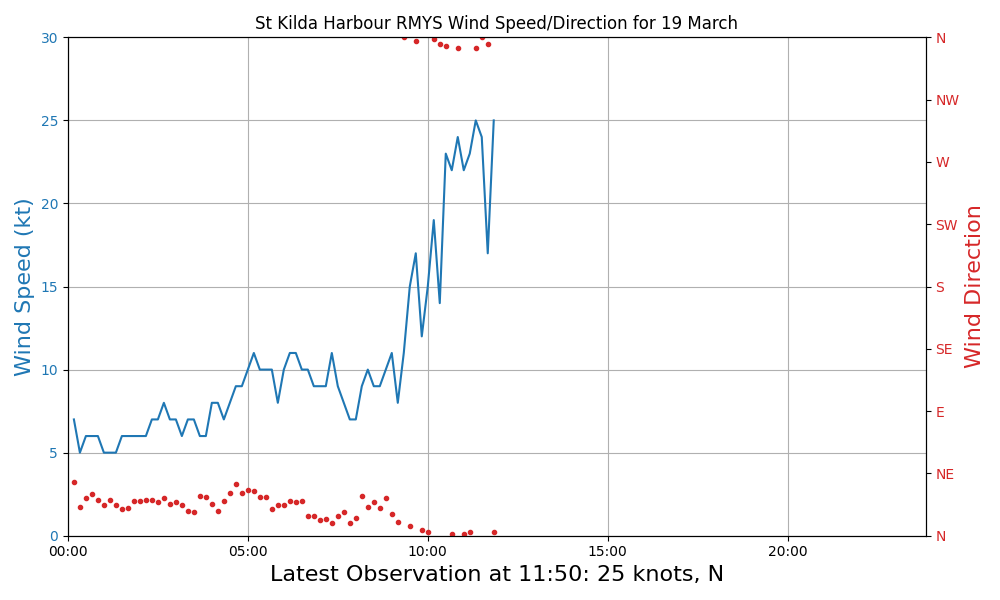 St Kilda Harbour RMYS Wind Speed/Direction for 19 March
30
25
20
15
10
5
0
Wind Speed (kt)
N
NW
W
SW
S
SE
E
NE
N
Wind Direction
00:00 05:00 10:00 15:00 20:00
Latest Observation at 11:50: 25 knots, N